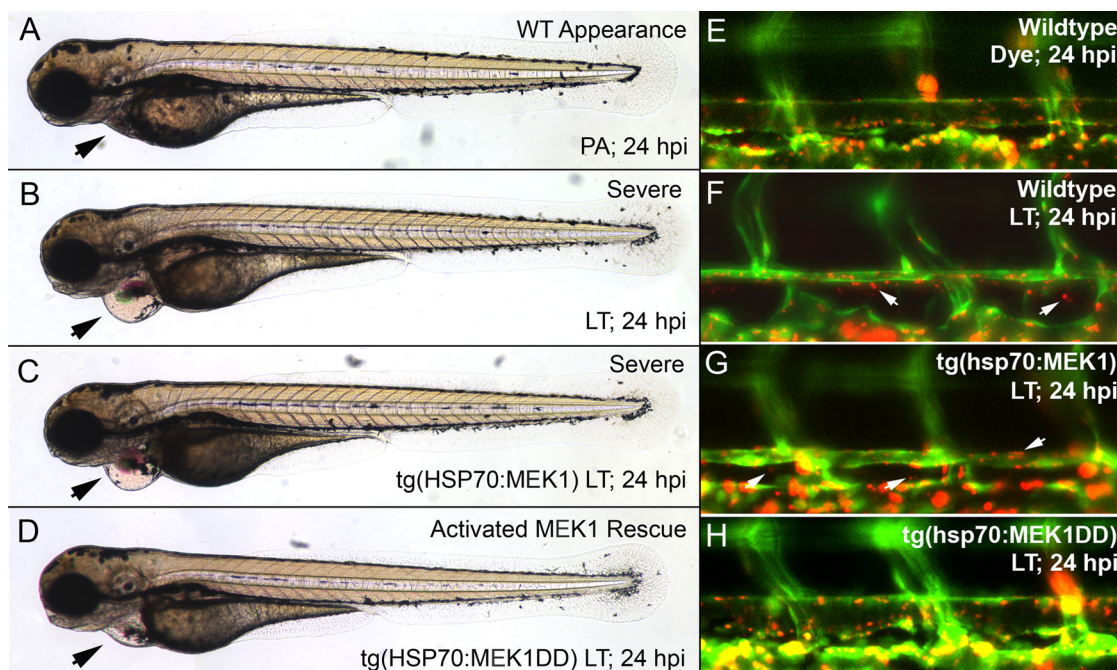 A
WT Appearance
PA; 24 hpi
B
Severe
LT; 24 hpi
C
Severe
tg(HSP70:MEK1) LT; 24 hpi
D
Activated MEK1 Rescue
tg(HSP70:MEK1DD) LT; 24 hpi
E
Wildtype
Dye; 24 hpi
F
Wildtype
LT; 24 hpi
G
tg(hsp70:MEK1)
LT; 24 hpi
H
tg(hsp70:MEK1DD)
LT; 24 hpi